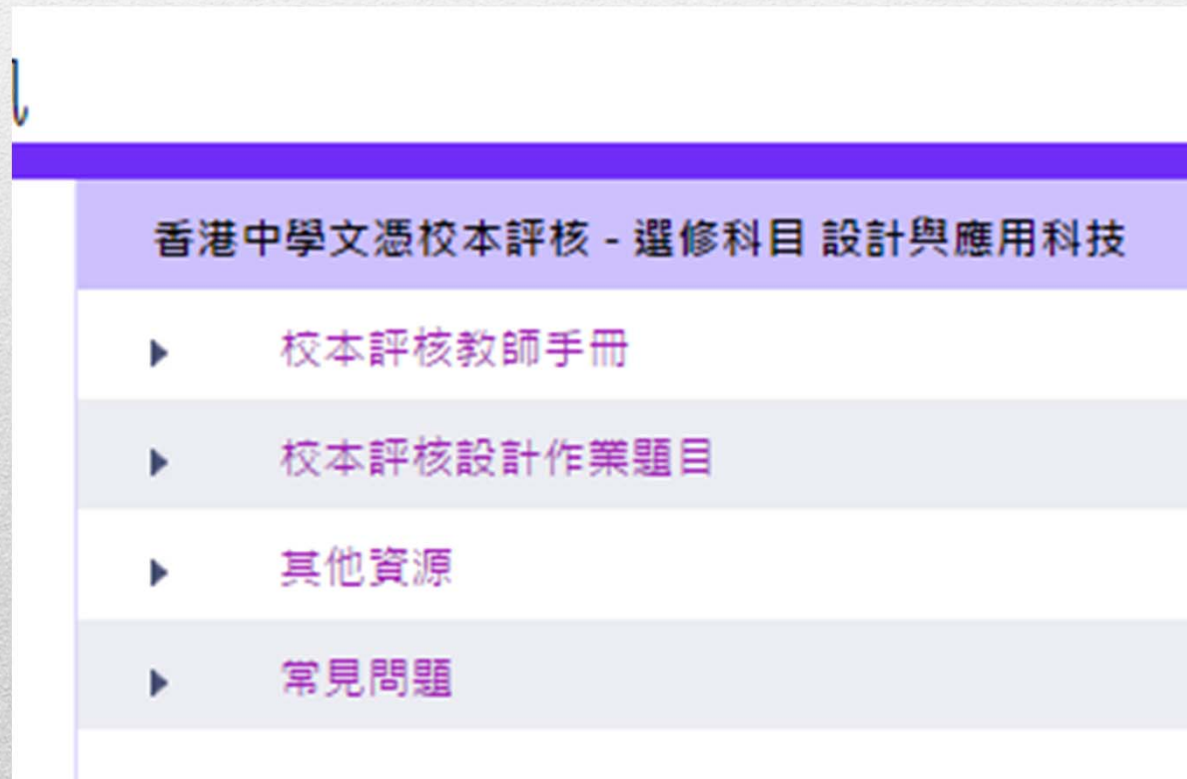 香港中學文憑校本評核 - 選修科目 設計與應用科技
校本評核教師手冊
校本評核設計作業題目
其他資源
常見問題